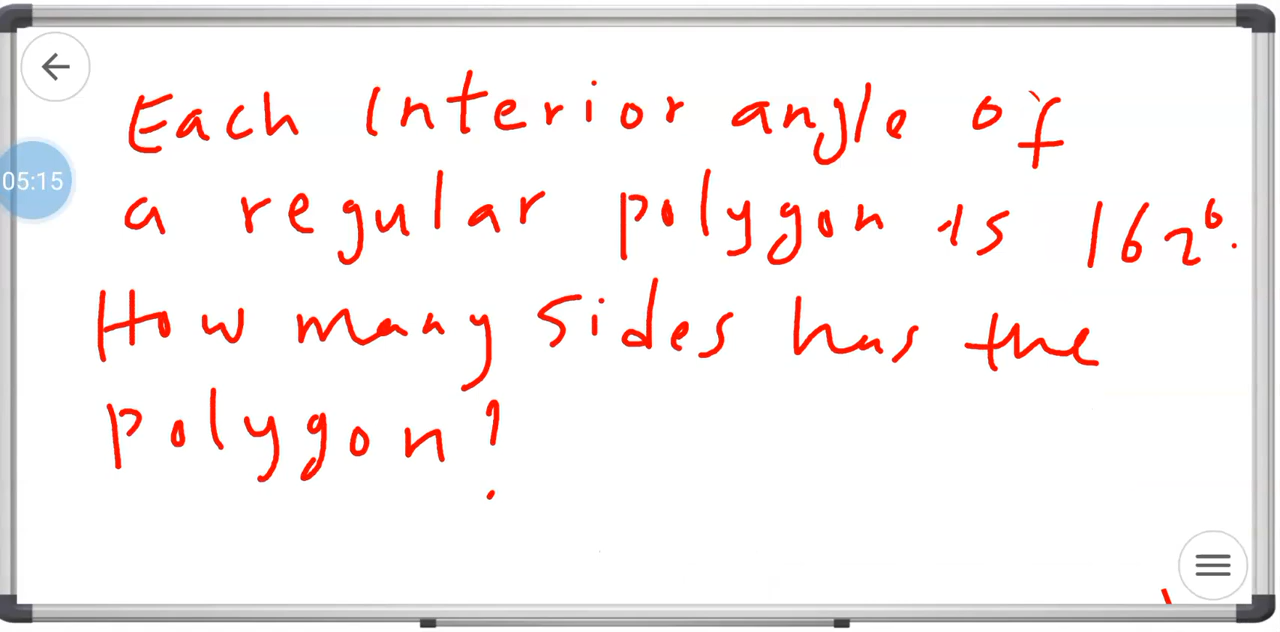 Each Interior angle of
05:15
a regular polygon is 162°.
How many sides has the
polygon?